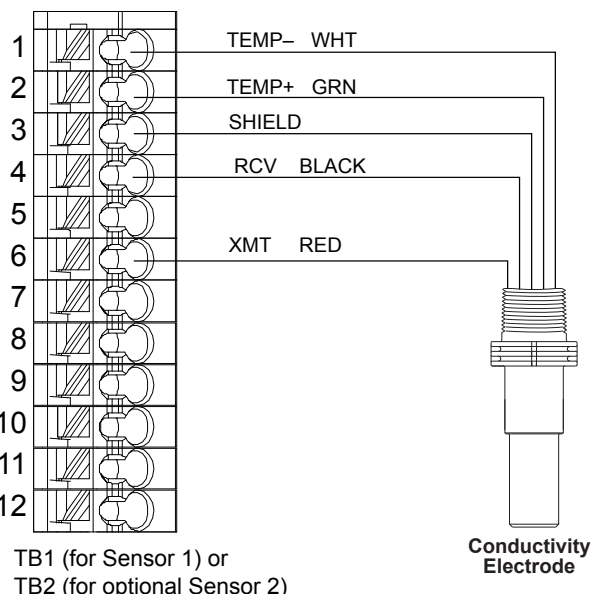 1 TEMP– WHT
2 TEMP+ GRN
3 SHIELD
4 RCV BLACK
5
6 XMT RED
7
8
9
10
11
12
TB1 (for Sensor 1) or
TB2 (for optional Sensor 2)
Conductivity
Electrode